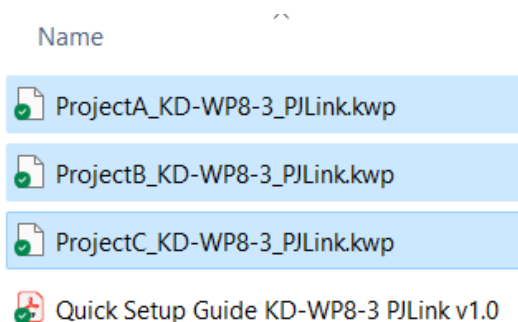 Name
ProjectA_KD-WP8-3_PJLink.kwp
ProjectB_KD-WP8-3_PJLink.kwp
ProjectC_KD-WP8-3_PJLink.kwp
Quick Setup Guide KD-WP8-3 PJLink v1.0